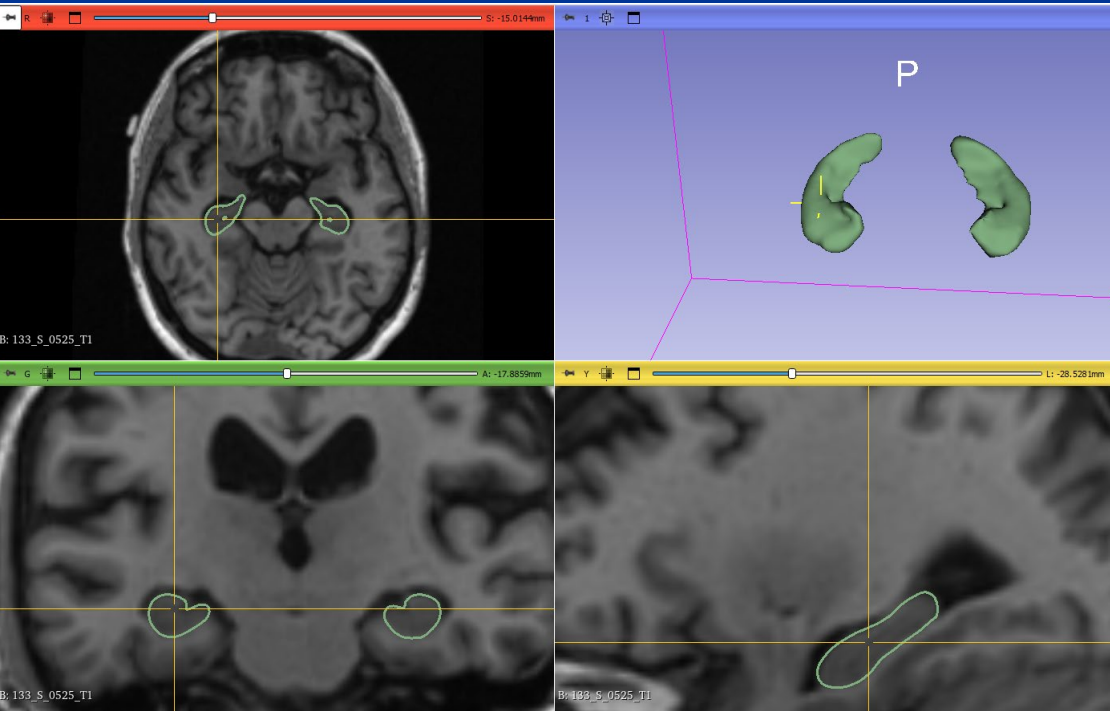 R S: -15.0144mm
1
P
B: 133_S_0525_T1
G A: -17.8859mm
Y L: -28.5281mm
B: 133_S_0525_T1
B: 133_S_0525_T1